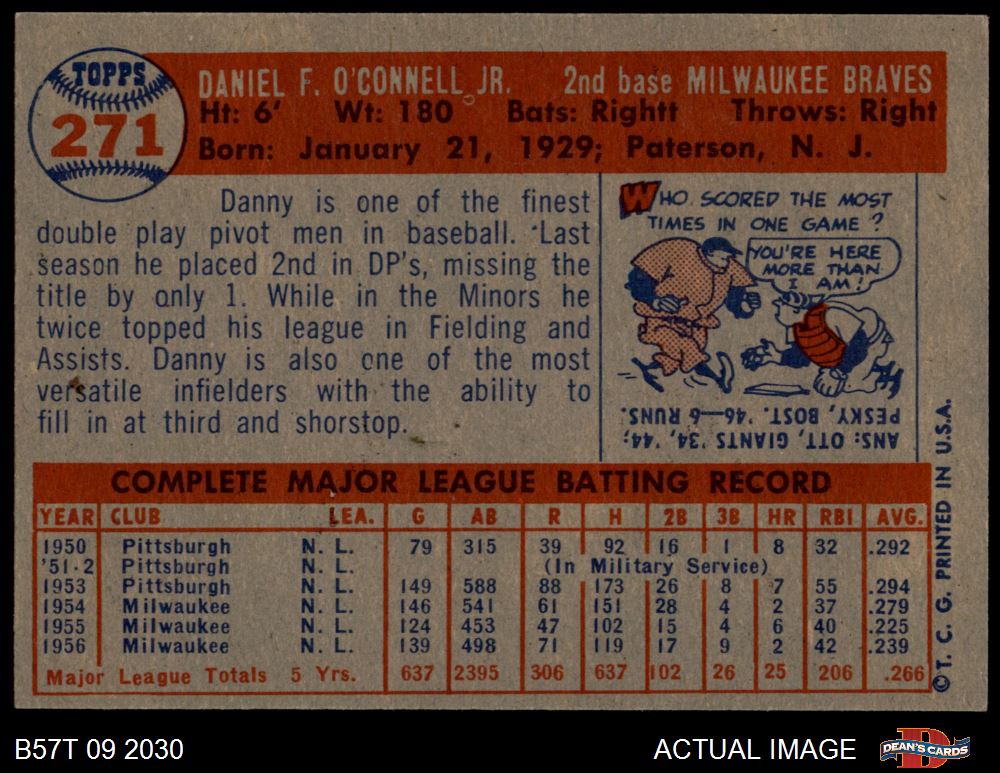 TOPPS
271
DANIEL F. O'CONNELL JR. 2nd base MILWAUKEE BRAVES
Ht: 6' Wt: 180 Bats: Rightt Throws: Right
Born: January 21, 1929; Paterson, N. J.
Danny is one of the finest
double play pivot men in baseball. Last
season he placed 2nd in DP's, missing the
title by only 1. While in the Minors he
twice topped his league in Fielding and
Assists. Danny is also one of the most
versatile infielders with the ability to
fill in at third and shorstop.
WHO SCORED THE MOST
TIMES IN ONE GAME?
YOU'RE HERE
MORE THAN
I AM!
ANS: OTT, GIANTS '34, '44;
PESKY, BOST. '46—6 RUNS.
COMPLETE MAJOR LEAGUE BATTING RECORD
YEAR CLUB LEA. G AB R H 2B 3B HR RBI AVG.
1950 Pittsburgh N. L. 79 315 39 92 16 1 8 32 .292
'51-2 Pittsburgh N. L. (In Military Service)
1953 Pittsburgh N. L. 149 588 88 173 26 8 7 55 .294
1954 Milwaukee N. L. 146 541 61 151 28 4 2 37 .279
1955 Milwaukee N. L. 124 453 47 102 15 4 6 40 .225
1956 Milwaukee N. L. 139 498 71 119 17 9 2 42 .239
Major League Totals 5 Yrs. 637 2395 306 637 102 26 25 206 .266
©T. C. G. PRINTED IN U.S.A.
B57T 09 2030 ACTUAL IMAGE
DEAN'S CARDS